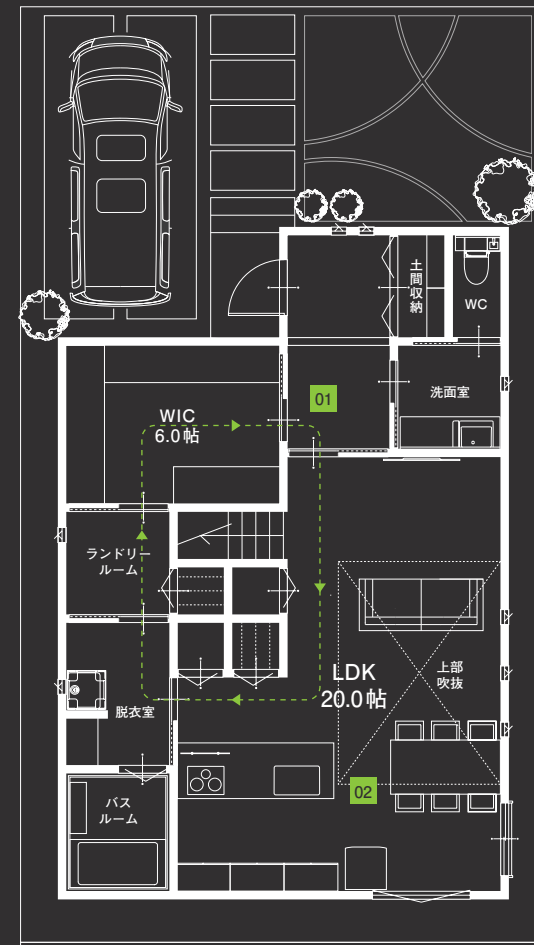 土間収納
WC
01
洗面室
WIC
6.0帖
ランドリー
ルーム
LDK
20.0帖
上部
吹抜
脱衣室
02
バス
ルーム